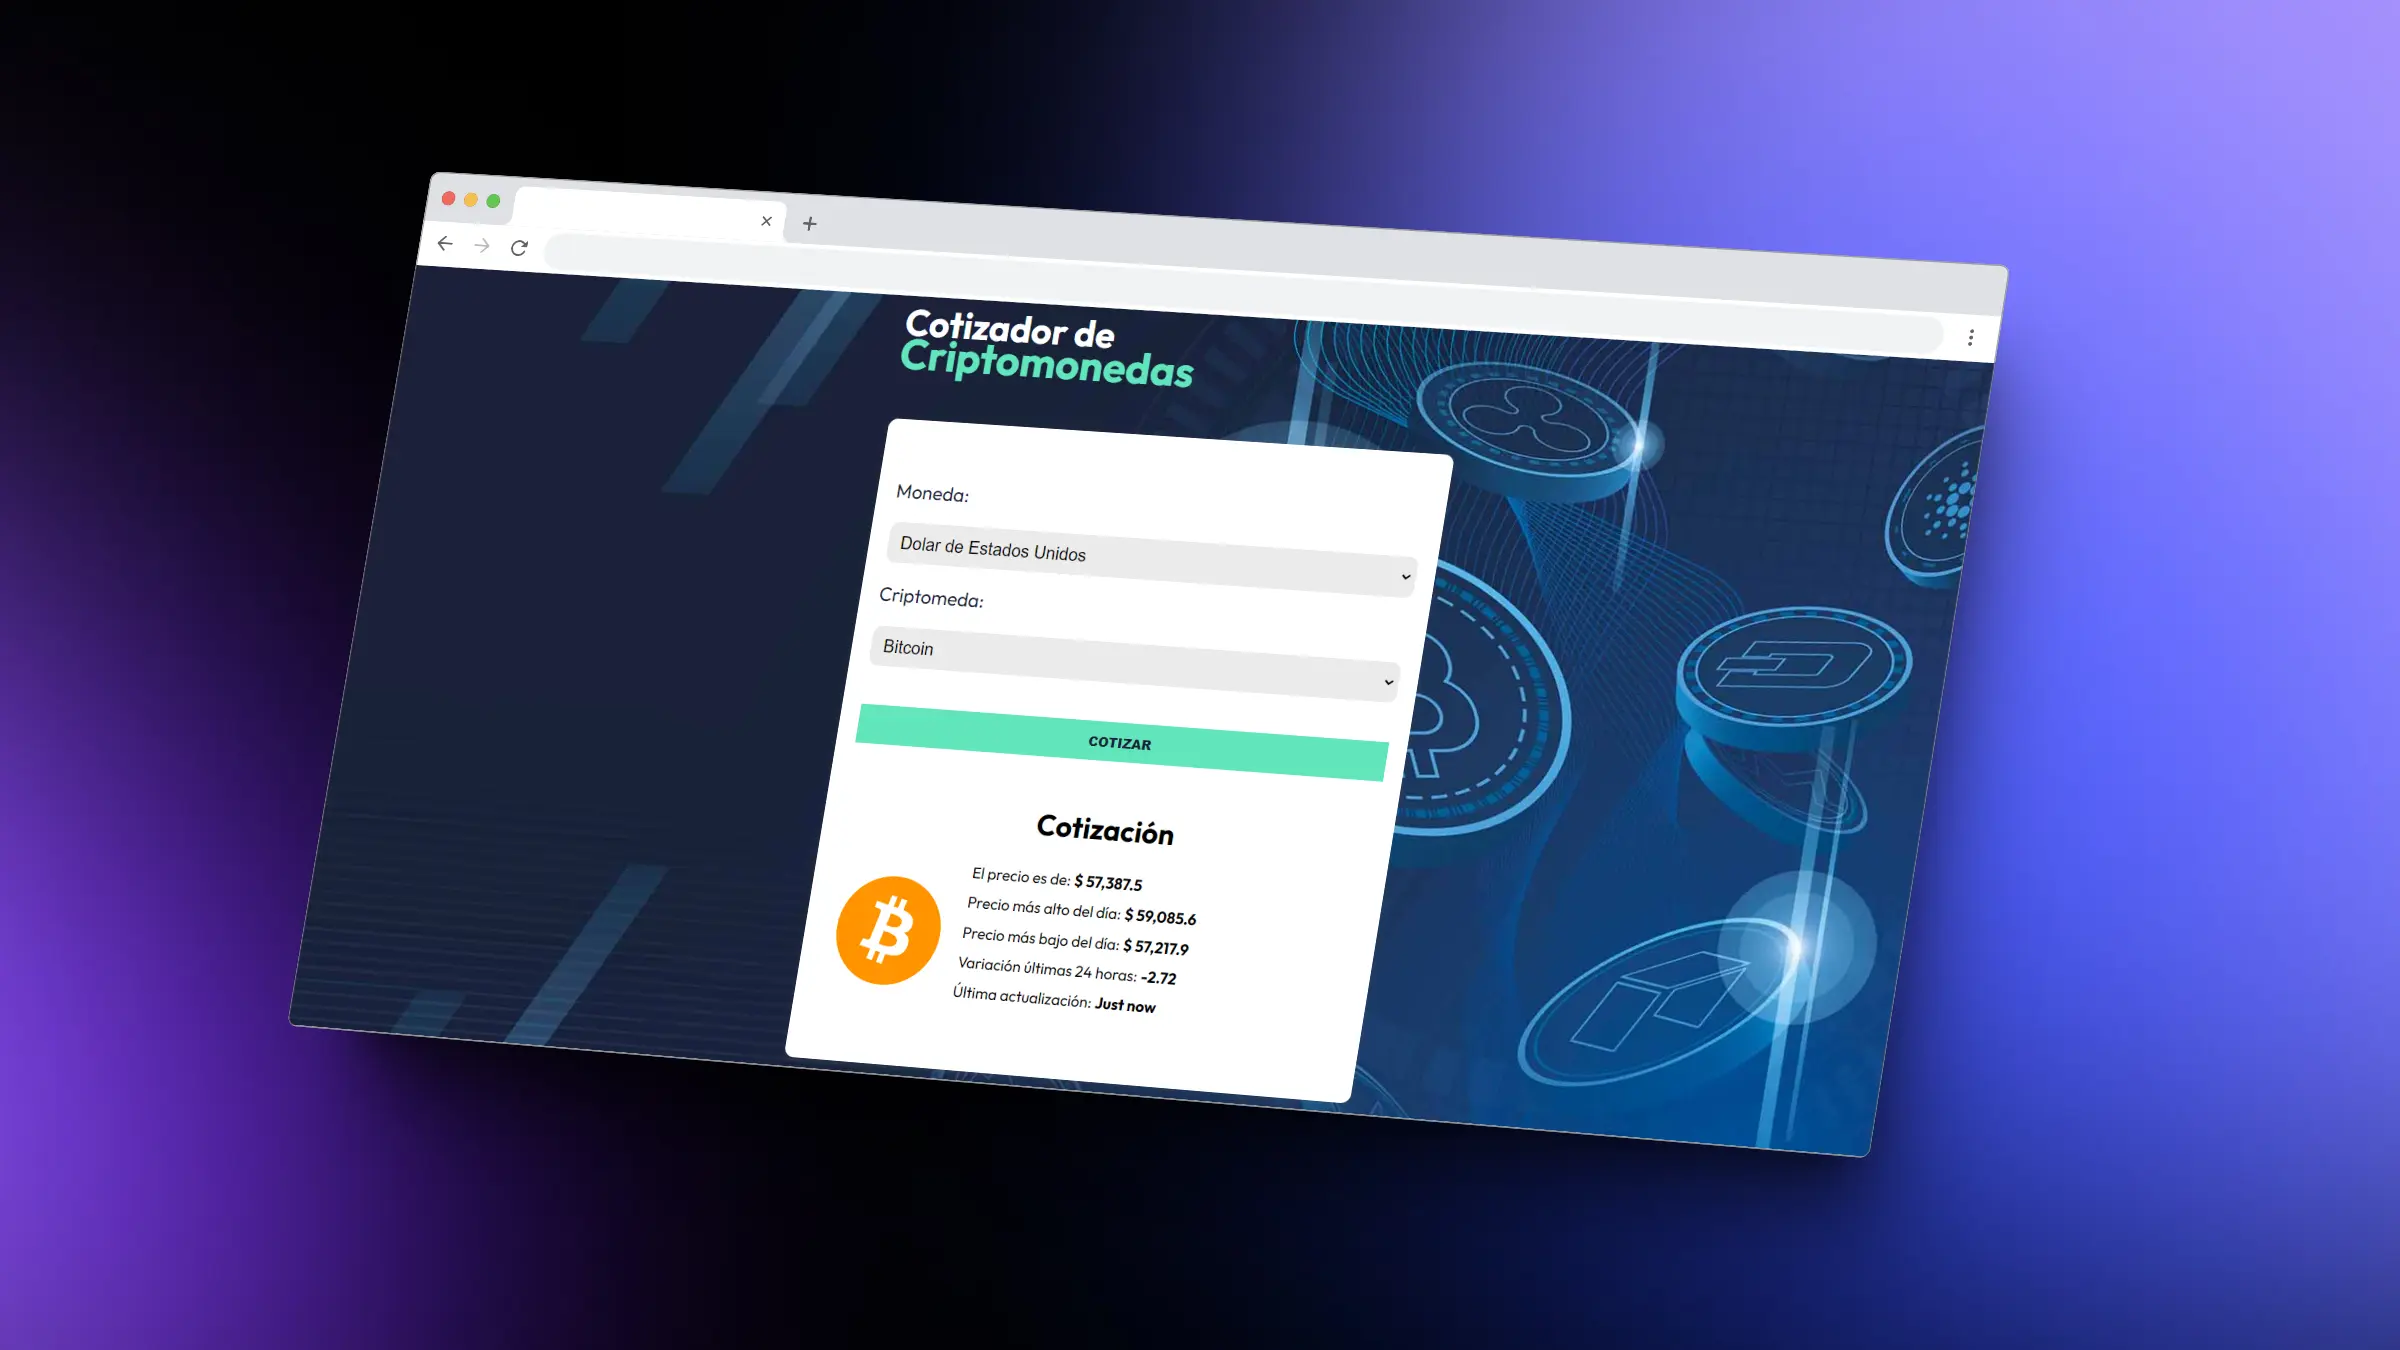 Cotizador de
Criptomonedas
Moneda:
Dolar de Estados Unidos
Criptomeda:
Bitcoin
COTIZAR
Cotización
El precio es de: $ 57,387.5
Precio más alto del día: $ 59,085.6
Precio más bajo del día: $ 57,217.9
Variación últimas 24 horas: -2.72
Última actualización: Just now